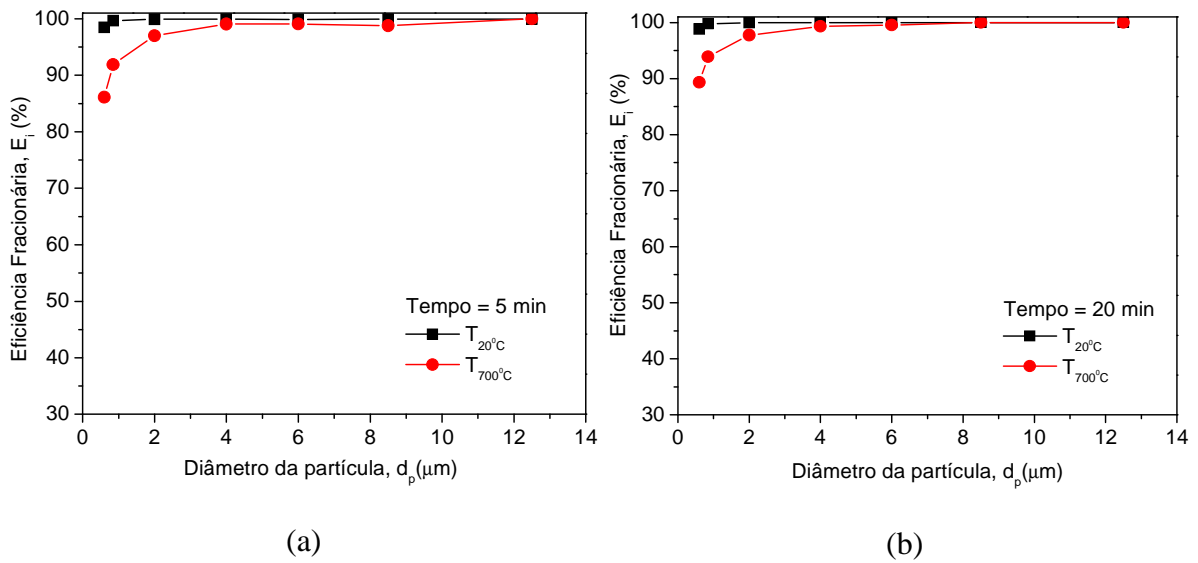 100
90
80
70
60
50
40
30
Eficiência Fracionária, E_i (%)
Tempo = 5 min
T_20°C
T_700°C
0 2 4 6 8 10 12 14
Diâmetro da partícula, d_p(μm)
(a)
100
90
80
70
60
50
40
30
Eficiência Fracionária, E_i (%)
Tempo = 20 min
T_20°C
T_700°C
0 2 4 6 8 10 12 14
Diâmetro da partícula, d_p(μm)
(b)